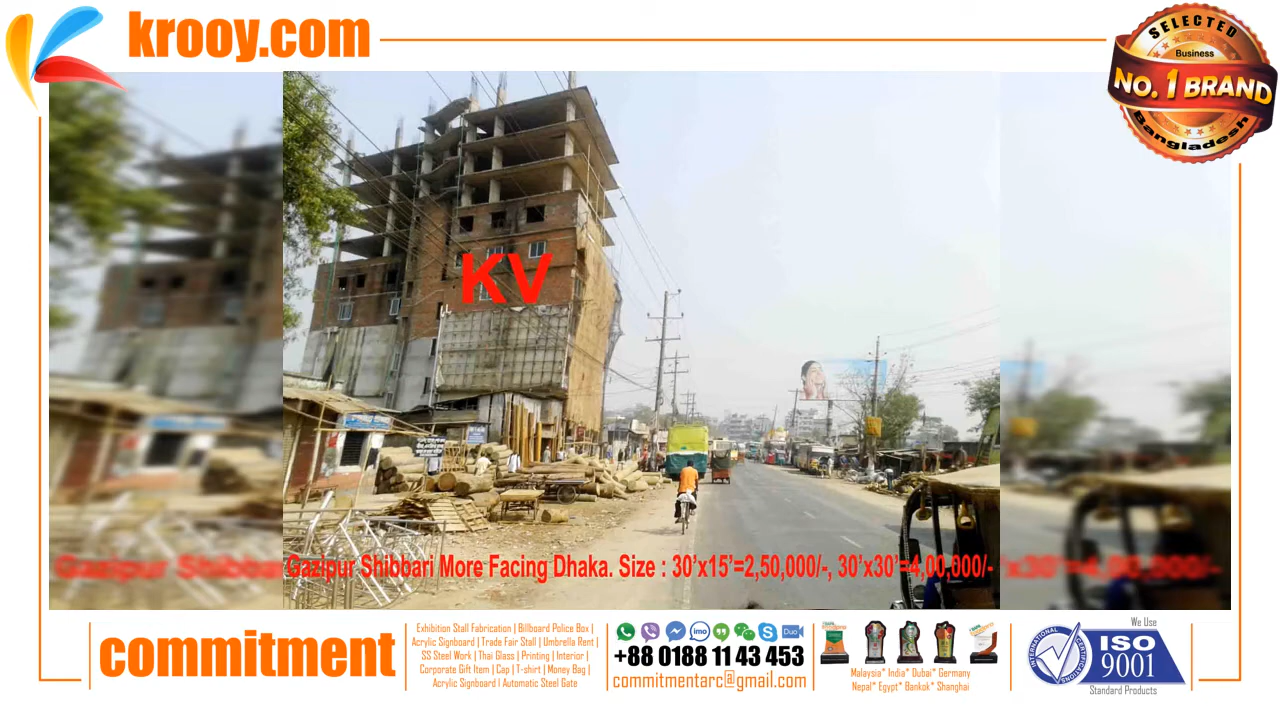 krooy.com
SELECTED
Business
NO. 1 BRAND
Bangladesh
KV
Gazipur Shibbari More Facing Dhaka. Size : 30’x15’=2,50,000/-, 30’x30’=4,00,000/-
commitment
Exhibition Stall Fabrication | Billboard Police Box |
Acrylic Signboard | Trade Fair Stall | Umbrella Rent |
SS Steel Work | Thai Glass | Printing | Interior |
Corporate Gift Item | Cap | T-shirt | Money Bag |
Acrylic Signboard | Automatic Steel Gate
imo
Duo
+88 0188 11 43 453
commitmentarc@gmail.com
Malaysia* India* Dubai* Germany
Nepal* Egypt* Bankok* Shanghai
We Use
INTERNATIONAL
CERTIFICATIONS
ISO
9001
Standard Products